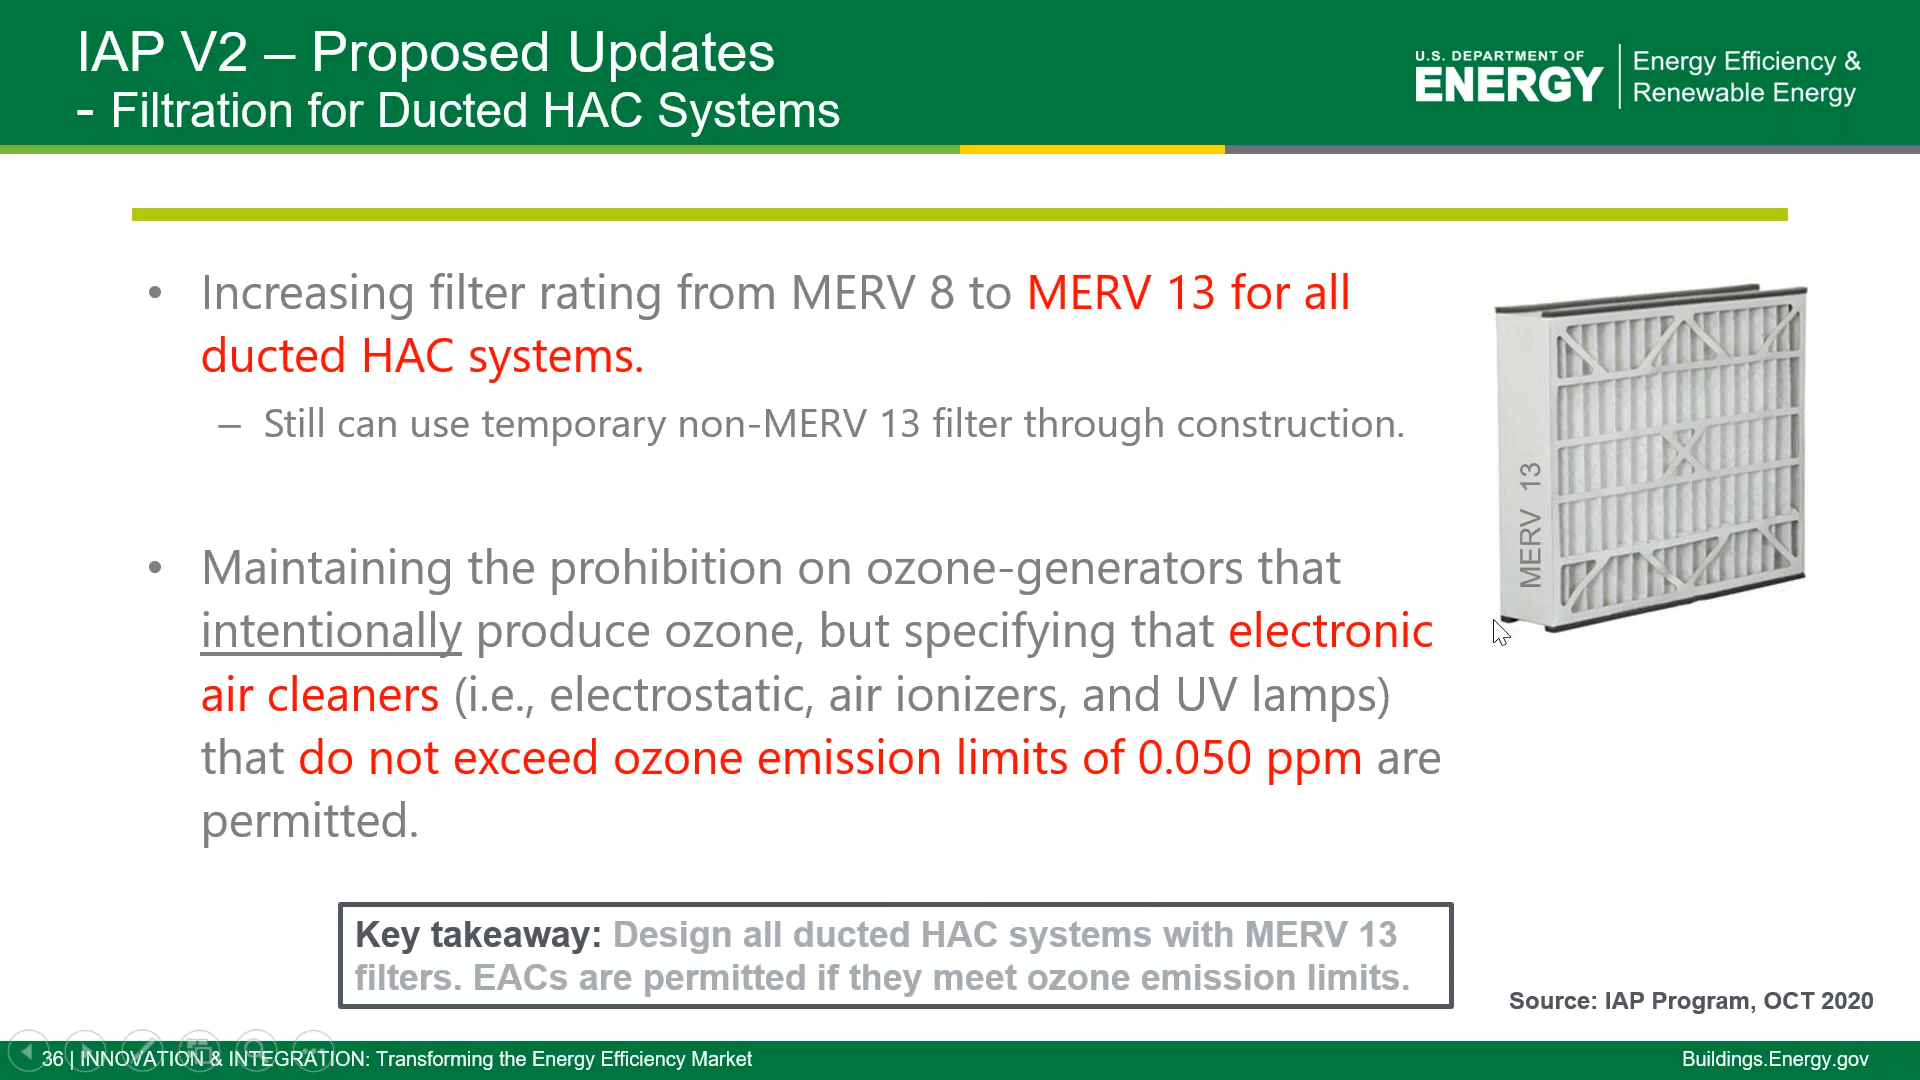 IAP V2 – Proposed Updates
- Filtration for Ducted HAC Systems
U.S. DEPARTMENT OF
ENERGY
Energy Efficiency &
Renewable Energy
• Increasing filter rating from MERV 8 to MERV 13 for all
ducted HAC systems.
– Still can use temporary non-MERV 13 filter through construction.
• Maintaining the prohibition on ozone-generators that
intentionally produce ozone, but specifying that electronic
air cleaners (i.e., electrostatic, air ionizers, and UV lamps)
that do not exceed ozone emission limits of 0.050 ppm are
permitted.
MERV 13
Key takeaway: Design all ducted HAC systems with MERV 13
filters. EACs are permitted if they meet ozone emission limits.
Source: IAP Program, OCT 2020
36 | INNOVATION & INTEGRATION: Transforming the Energy Efficiency Market
Buildings.Energy.gov